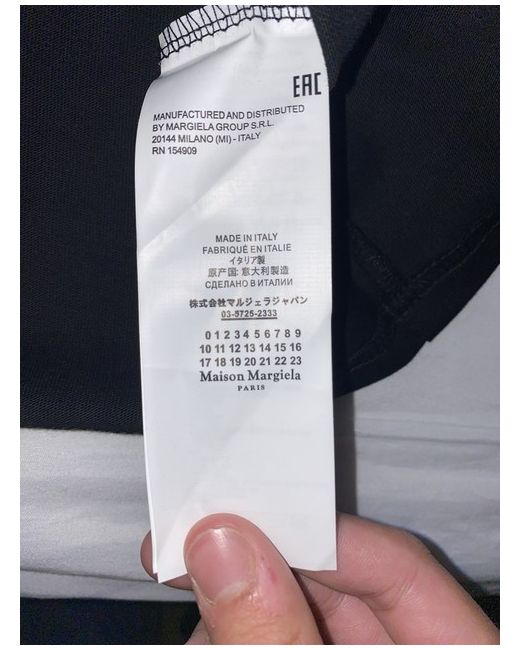 EAC
MANUFACTURED AND DISTRIBUTED
BY MARGIELA GROUP S.R.L.
20144 MILANO (MI) - ITALY
RN 154909
MADE IN ITALY
FABRIQUÉ EN ITALIE
イタリア製
原产国: 意大利製造
СДЕЛАНО В ИТАЛИИ
株式会社マルジェラジャパン
03-5725-2333
0 1 2 3 4 5 6 7 8 9
10 11 12 13 14 15 16
17 18 19 20 21 22 23
Maison Margiela
PARIS